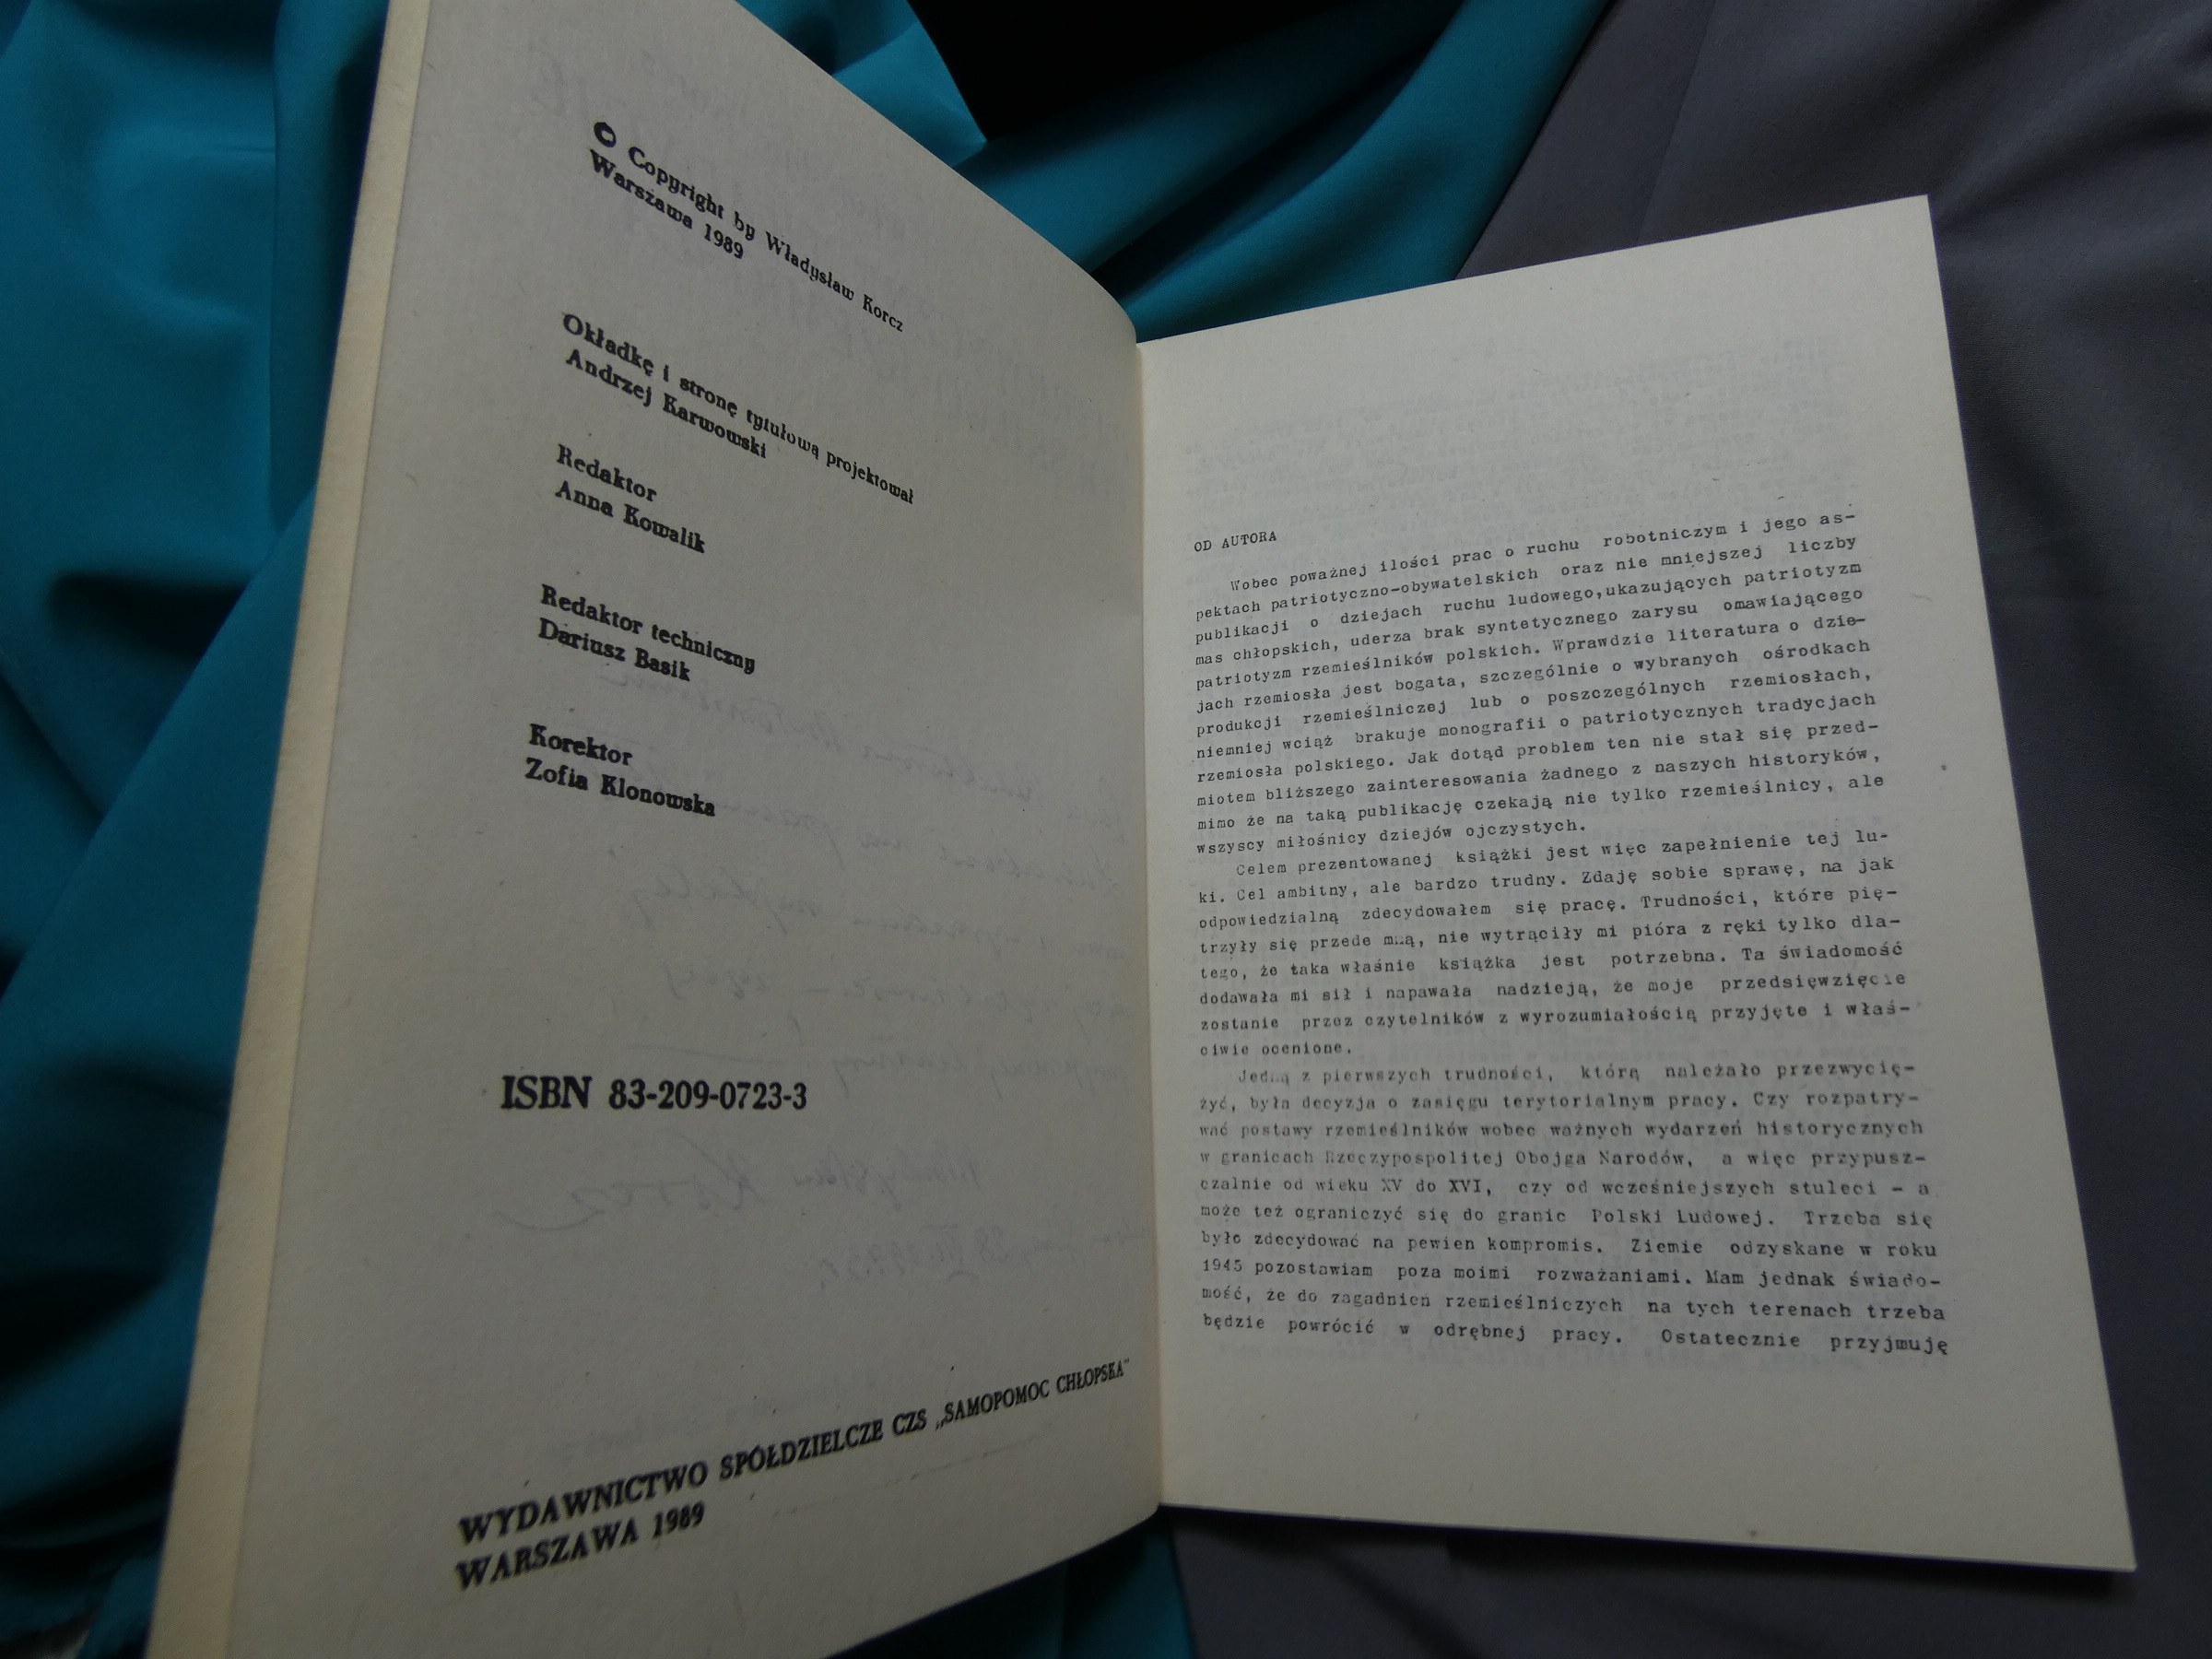 © Copyright by Władysław Korcz
Warszawa 1989
Okładkę i stronę tytułową projektował
Andrzej Karwowski
Redaktor
Anna Kowalik
Redaktor techniczny
Dariusz Basik
Korektor
Zofia Klonowska
ISBN 83-209-0723-3
WYDAWNICTWO SPÓŁDZIELCZE CZS „SAMOPOMOC CHŁOPSKA"
WARSZAWA 1989
OD AUTORA
Wobec poważnej ilości prac o ruchu robotniczym i jego as-
pektach patriotyczno-obywatelskich oraz nie mniejszej liczby
publikacji o dziejach ruchu ludowego,ukazujących patriotyzm
mas chłopskich, uderza brak syntetycznego zarysu omawiającego
patriotyzm rzemieślników polskich. Wprawdzie literatura o dzie-
jach rzemiosła jest bogata, szczególnie o wybranych ośrodkach
produkcji rzemieślniczej lub o poszczególnych rzemiosłach,
niemniej wciąż brakuje monografii o patriotycznych tradycjach
rzemiosła polskiego. Jak dotąd problem ten nie stał się przed-
miotem bliższego zainteresowania żadnego z naszych historyków,
mimo że na taką publikację czekają nie tylko rzemieślnicy, ale
wszyscy miłośnicy dziejów ojczystych.
Celem prezentowanej książki jest więc zapełnienie tej lu-
ki. Cel ambitny, ale bardzo trudny. Zdaję sobie sprawę, na jak
odpowiedzialną zdecydowałem się pracę. Trudności, które pię-
trzyły się przede mną, nie wytrąciły mi pióra z ręki tylko dla-
tego, że taka właśnie książka jest potrzebna. Ta świadomość
dodawała mi sił i napawała nadzieją, że moje przedsięwzięcie
zostanie przez czytelników z wyrozumiałością przyjęte i właś-
ciwie ocenione.
Jedną z pierwszych trudności, którą należało przezwycię-
żyć, była decyzja o zasięgu terytorialnym pracy. Czy rozpatry-
wać postawy rzemieślników wobec ważnych wydarzeń historycznych
w granicach Rzeczypospolitej Obojga Narodów, a więc przypusz-
czalnie od wieku XV do XVI, czy od wcześniejszych stuleci - a
może też ograniczyć się do granic Polski Ludowej. Trzeba się
było zdecydować na pewien kompromis. Ziemie odzyskane w roku
1945 pozostawiam poza moimi rozważaniami. Mam jednak świado-
mość, że do zagadnień rzemieślniczych na tych terenach trzeba
będzie powrócić w odrębnej pracy. Ostatecznie przyjmuję